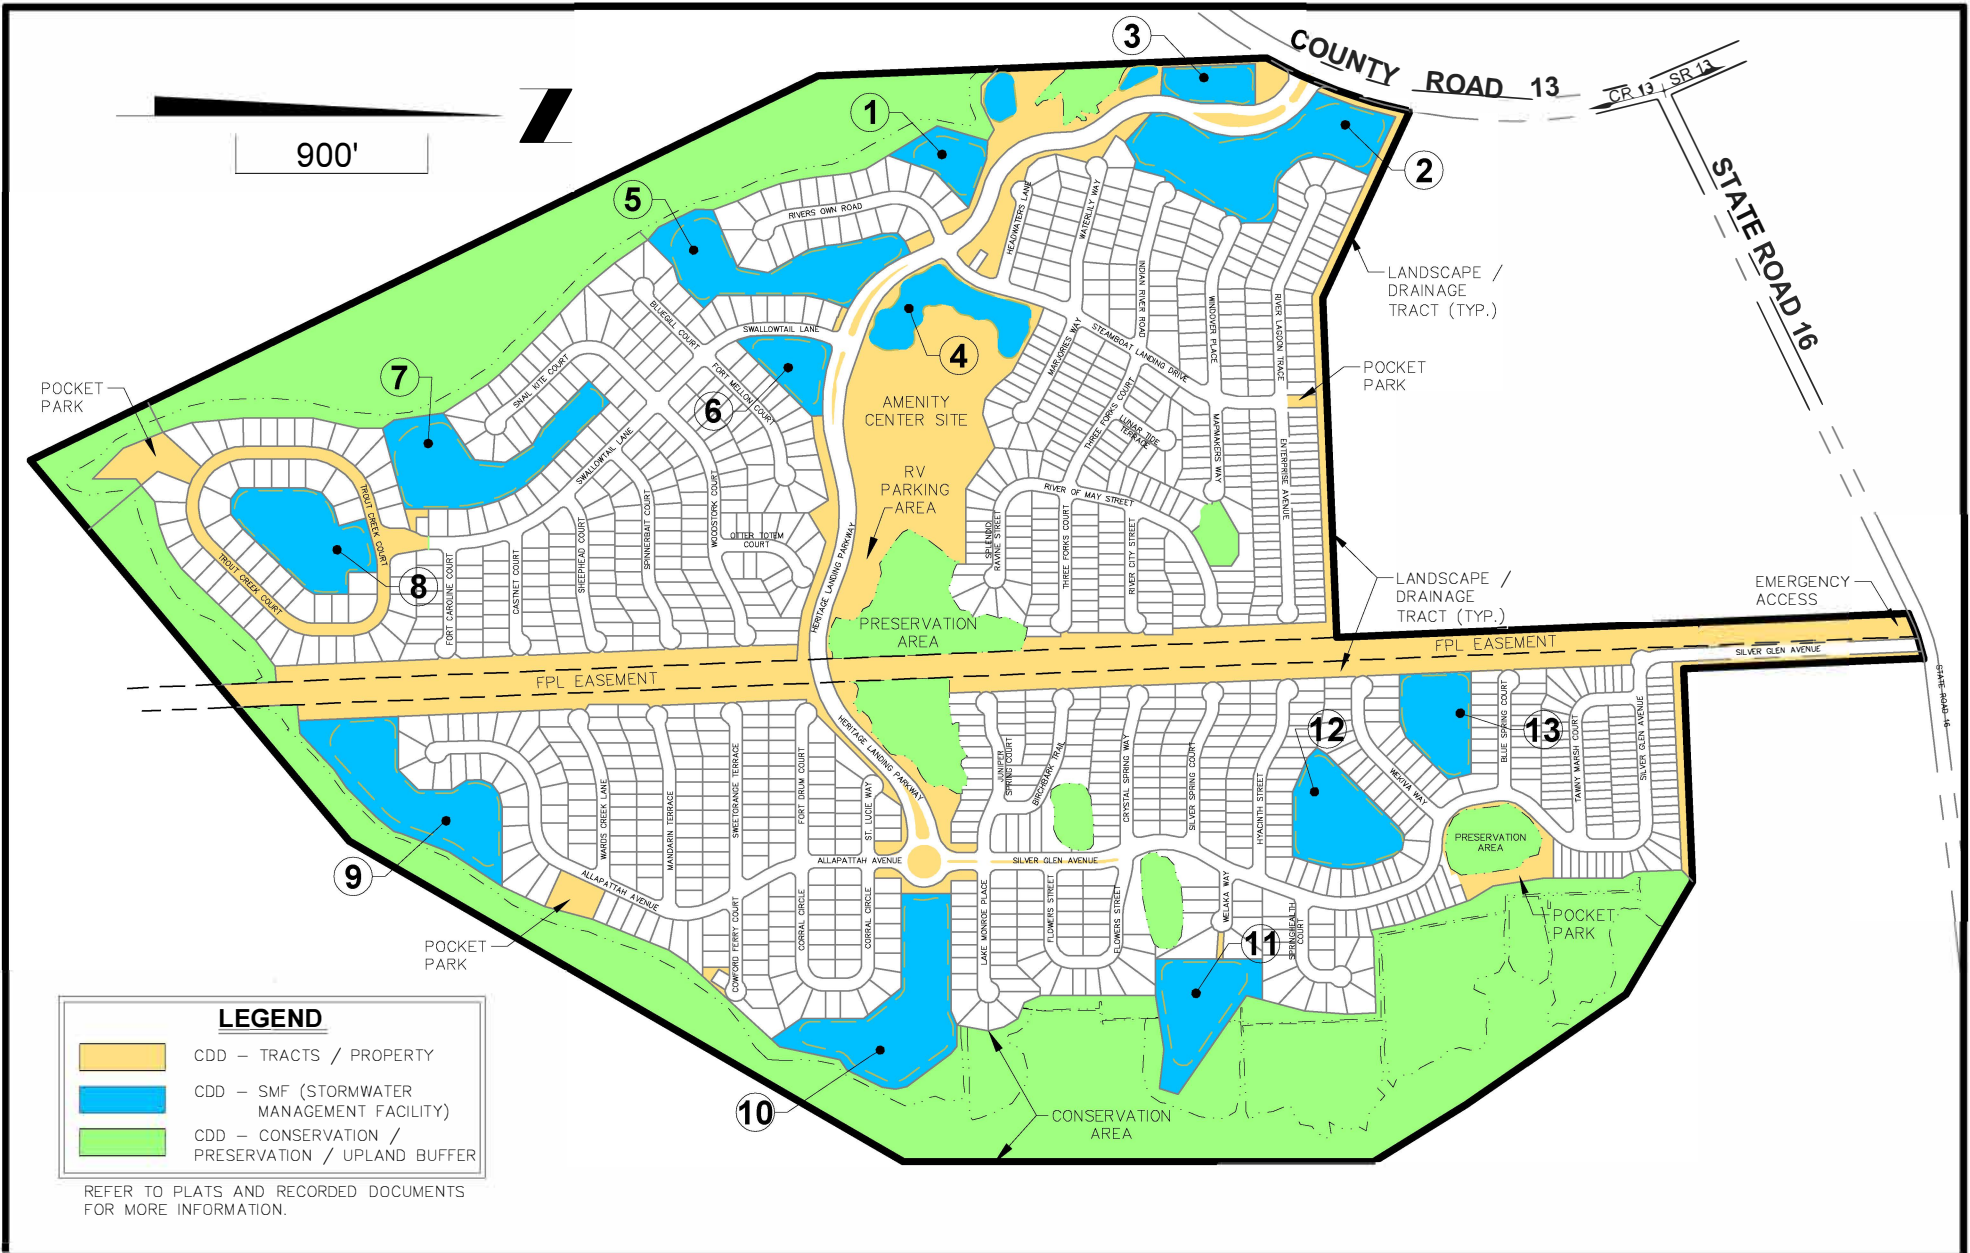 COUNTY ROAD 13
CR 13
SR 13
STATE ROAD 16
900'
3
1
2
5
4
7
6
8
RIVERS OWN ROAD
HEADWATERS LANE
WATERLILY WAY
INDIAN RIVER ROAD
WINDOVER PLACE
RIVER LAGOON TRACE
LANDSCAPE /
DRAINAGE
TRACT (TYP.)
BLUEGILL COURT
SWALLOWTAIL LANE
MARJORIES WAY
STEAMBOAT LANDING DRIVE
POCKET
PARK
POCKET
PARK
SNAIL KITE COURT
FORT MELLON COURT
AMENITY
CENTER SITE
THREE FORKS COURT
LUNAR TIDE
TERRACE
MAPMAKERS WAY
ENTERPRISE AVENUE
SWALLOWTAIL LANE
RV
PARKING
AREA
RIVER OF MAY STREET
TROUT CREEK COURT
TROUT CREEK COURT
FORT CAROLINE COURT
CASTNET COURT
SHEEPHEAD COURT
SPINNERBAIT COURT
WOODSTORK COURT
OTTER TOTEM
COURT
HERITAGE LANDING PARKWAY
SPLENDID
RAVINE STREET
THREE FORKS COURT
RIVER CITY STREET
LANDSCAPE /
DRAINAGE
TRACT (TYP.)
EMERGENCY
ACCESS
PRESERVATION
AREA
FPL EASEMENT
FPL EASEMENT
SILVER GLEN AVENUE
STATE ROAD 16
12
13
HERITAGE LANDING PARKWAY
WARDS CREEK LANE
MANDARIN TERRACE
SWEETORANGE TERRACE
FORT DRUM COURT
ST. LUCIE WAY
JUNIPER
SPRING COURT
BIRCHBARK TRAIL
CRYSTAL SPRING WAY
SILVER SPRING COURT
HYACINTH STREET
WEKIVA WAY
BLUE SPRING COURT
TAWNY MARSH COURT
SILVER GLEN AVENUE
PRESERVATION
AREA
9
ALLAPATTAH AVENUE
ALLAPATTAH AVENUE
SILVER GLEN AVENUE
POCKET
PARK
COWFORD FERRY COURT
CORRAL CIRCLE
CORRAL CIRCLE
LAKE MONROE PLACE
FLOWERS STREET
FLOWERS STREET
WELAKA WAY
SPRINGHEALTH
COURT
11
POCKET
PARK
10
CONSERVATION
AREA
LEGEND
CDD – TRACTS / PROPERTY
CDD – SMF (STORMWATER
MANAGEMENT FACILITY)
CDD – CONSERVATION /
PRESERVATION / UPLAND BUFFER
REFER TO PLATS AND RECORDED DOCUMENTS
FOR MORE INFORMATION.